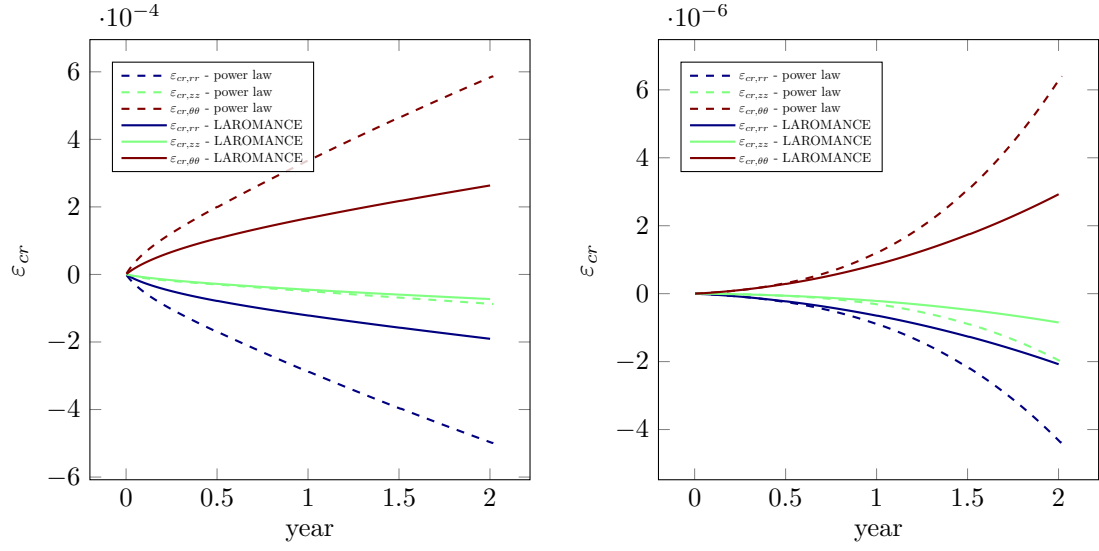 ·10⁻⁴
6
4
2
0
−2
−4
−6
ε_cr
ε_cr,rr - power law
ε_cr,zz - power law
ε_cr,θθ - power law
ε_cr,rr - LAROMANCE
ε_cr,zz - LAROMANCE
ε_cr,θθ - LAROMANCE
0 0.5 1 1.5 2
year
·10⁻⁶
6
4
2
0
−2
−4
ε_cr
ε_cr,rr - power law
ε_cr,zz - power law
ε_cr,θθ - power law
ε_cr,rr - LAROMANCE
ε_cr,zz - LAROMANCE
ε_cr,θθ - LAROMANCE
0 0.5 1 1.5 2
year